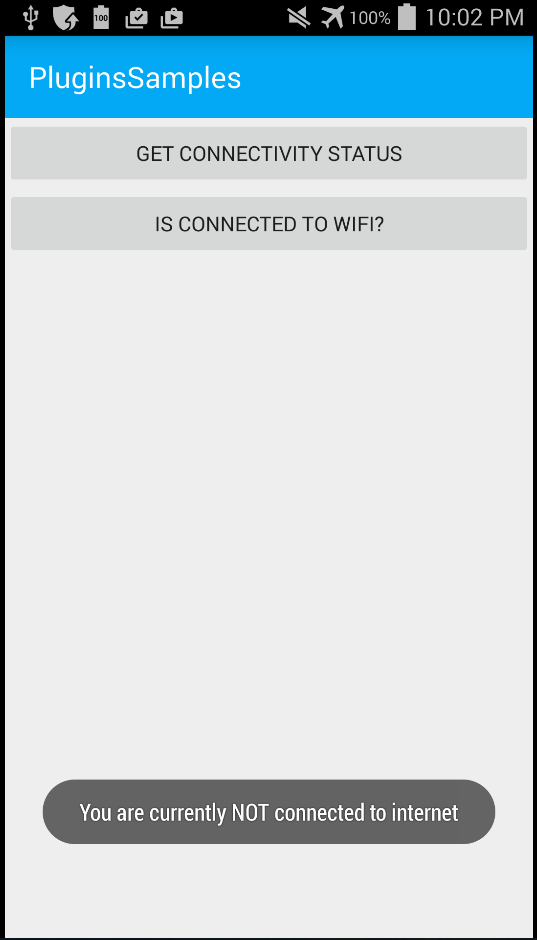 100 100% 10:02 PM
PluginsSamples
GET CONNECTIVITY STATUS
IS CONNECTED TO WIFI?
You are currently NOT connected to internet